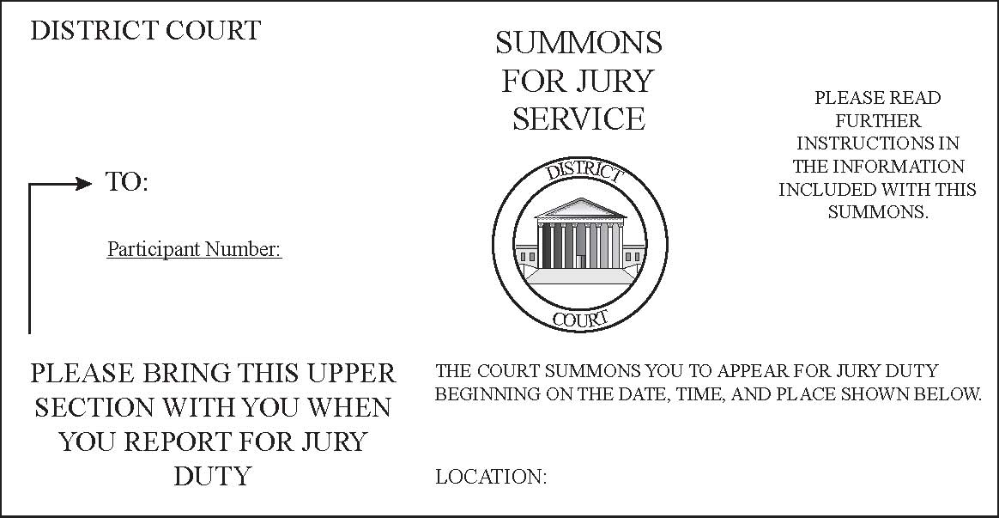 DISTRICT COURT
SUMMONS
FOR JURY
SERVICE
PLEASE READ
FURTHER
INSTRUCTIONS IN
THE INFORMATION
INCLUDED WITH THIS
SUMMONS.
TO:
Participant Number:
DISTRICT
COURT
PLEASE BRING THIS UPPER
SECTION WITH YOU WHEN
YOU REPORT FOR JURY
DUTY
THE COURT SUMMONS YOU TO APPEAR FOR JURY DUTY
BEGINNING ON THE DATE, TIME, AND PLACE SHOWN BELOW.
LOCATION: